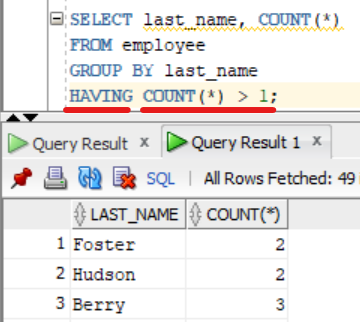 SELECT last_name, COUNT(*)
FROM employee
GROUP BY last_name
HAVING COUNT(*) > 1;
Query Result x Query Result 1 x
SQL | All Rows Fetched: 49
LAST_NAME COUNT(*)
1 Foster 2
2 Hudson 2
3 Berry 3